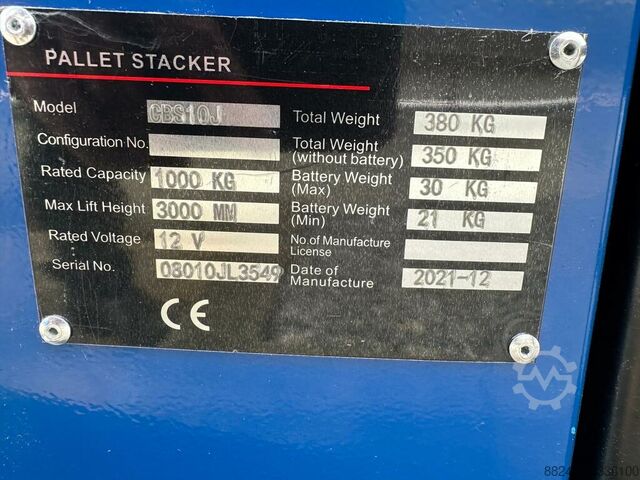 PALLET STACKER
Model CBS10J
Configuration No.
Rated Capacity 1000 KG
Max Lift Height 3000 MM
Rated Voltage 12 V
Serial No. 08010JL3549
Total Weight 380 KG
Total Weight
(without battery) 350 KG
Battery Weight
(Max) 30 KG
Battery Weight
(Min) 21 KG
No.of Manufacture
License
Date of
Manufacture 2021-12
CE